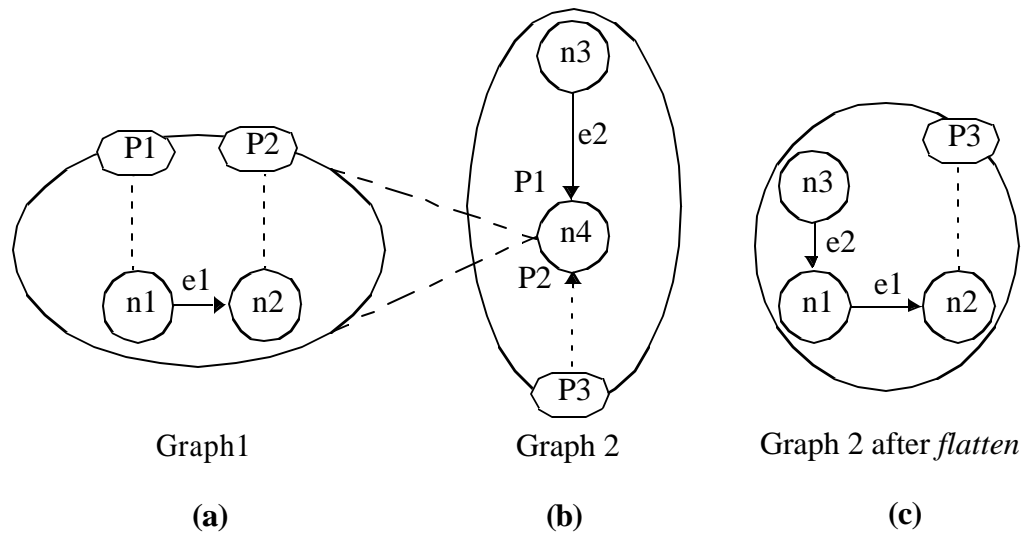 P1
P2
n1
e1
n2
Graph1
(a)
n3
e2
P1
n4
P2
P3
Graph 2
(b)
P3
n3
e2
n1
e1
n2
Graph 2 after flatten
(c)